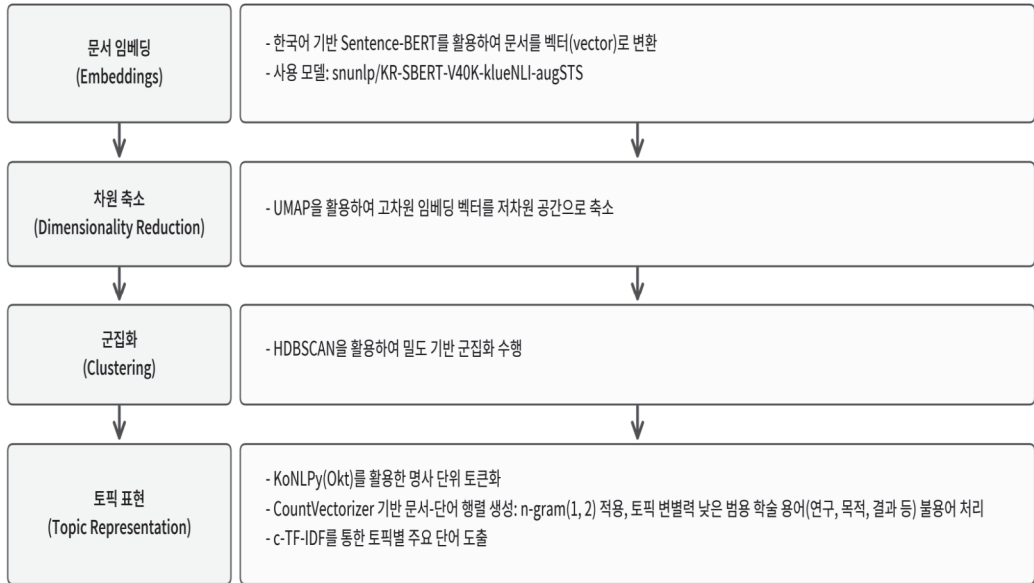 문서 임베딩
(Embeddings)
- 한국어 기반 Sentence-BERT를 활용하여 문서를 벡터(vector)로 변환
- 사용 모델: snunlp/KR-SBERT-V40K-klueNLI-augSTS
차원 축소
(Dimensionality Reduction)
- UMAP을 활용하여 고차원 임베딩 벡터를 저차원 공간으로 축소
군집화
(Clustering)
- HDBSCAN을 활용하여 밀도 기반 군집화 수행
토픽 표현
(Topic Representation)
- KoNLPy(Okt)를 활용한 명사 단위 토큰화
- CountVectorizer 기반 문서-단어 행렬 생성: n-gram(1, 2) 적용, 토픽 변별력 낮은 범용 학술 용어(연구, 목적, 결과 등) 불용어 처리
- c-TF-IDF를 통한 토픽별 주요 단어 도출